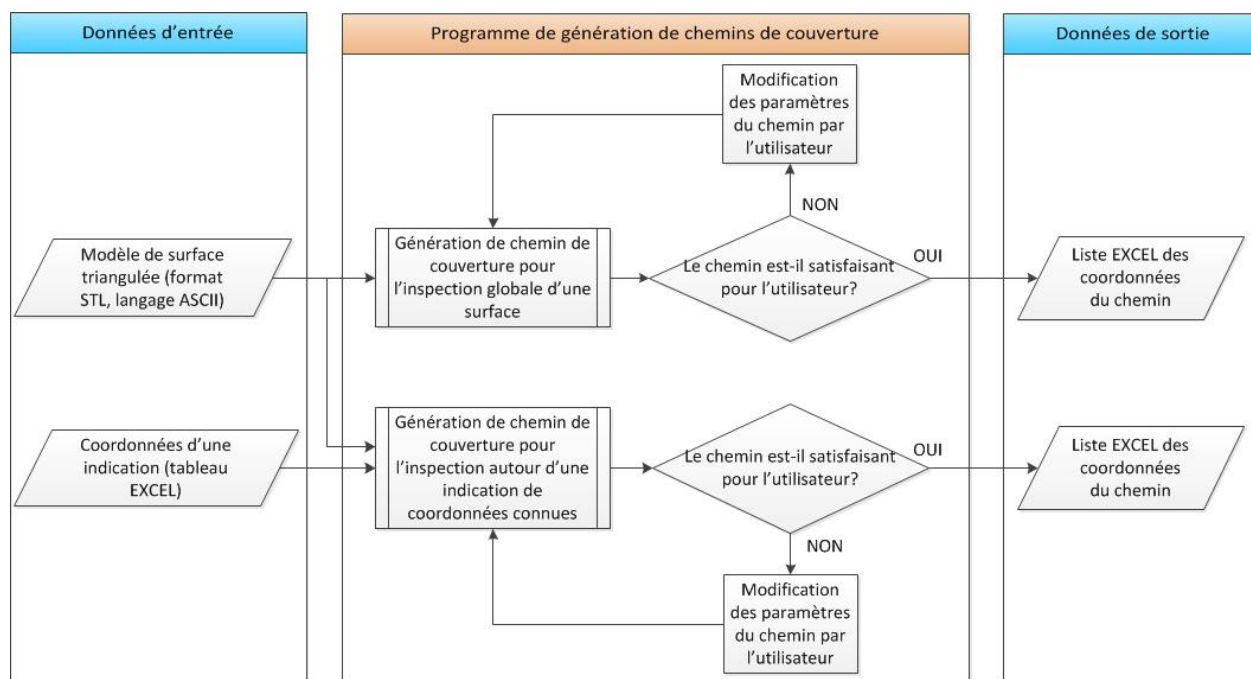 Données d'entrée
Programme de génération de chemins de couverture
Données de sortie
Modification
des paramètres
du chemin par
l'utilisateur
NON
Modèle de surface
triangulée (format
STL, langage ASCII)
Génération de chemin de
couverture pour
l'inspection globale d'une
surface
Le chemin est-il satisfaisant
pour l'utilisateur?
OUI
Liste EXCEL des
coordonnées
du chemin
Coordonnées d'une
indication (tableau
EXCEL)
Génération de chemin de
couverture pour
l'inspection autour d'une
indication de
coordonnées connues
Le chemin est-il satisfaisant
pour l'utilisateur?
OUI
Liste EXCEL des
coordonnées
du chemin
NON
Modification
des paramètres
du chemin par
l'utilisateur